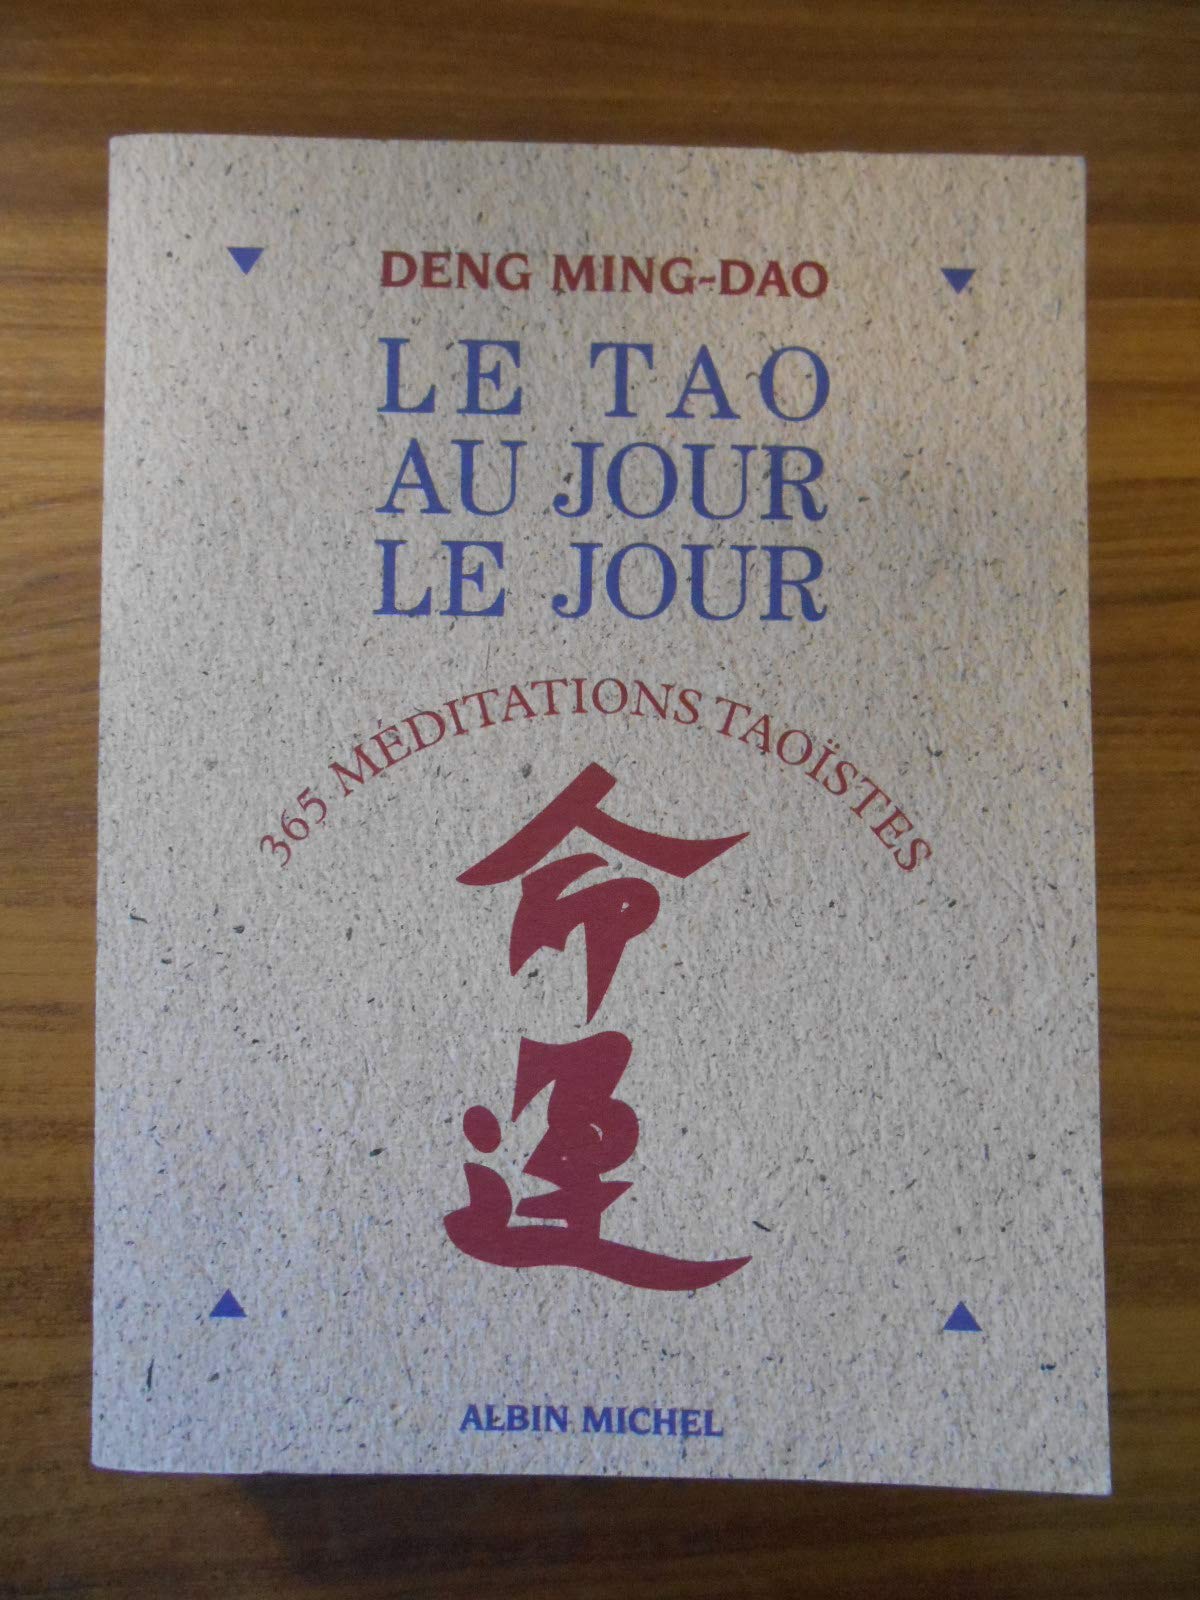 DENG MING-DAO
LE TAO
AU JOUR
LE JOUR
365 MÉDITATIONS TAOÏSTES
命
運
ALBIN MICHEL